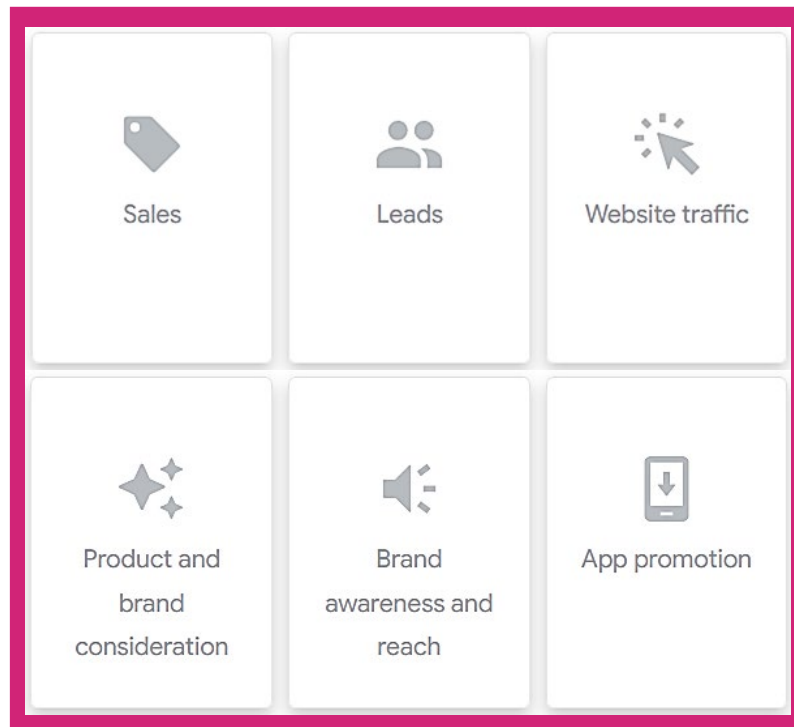 Sales
Leads
Website traffic
Product and
brand
consideration
Brand
awareness and
reach
App promotion